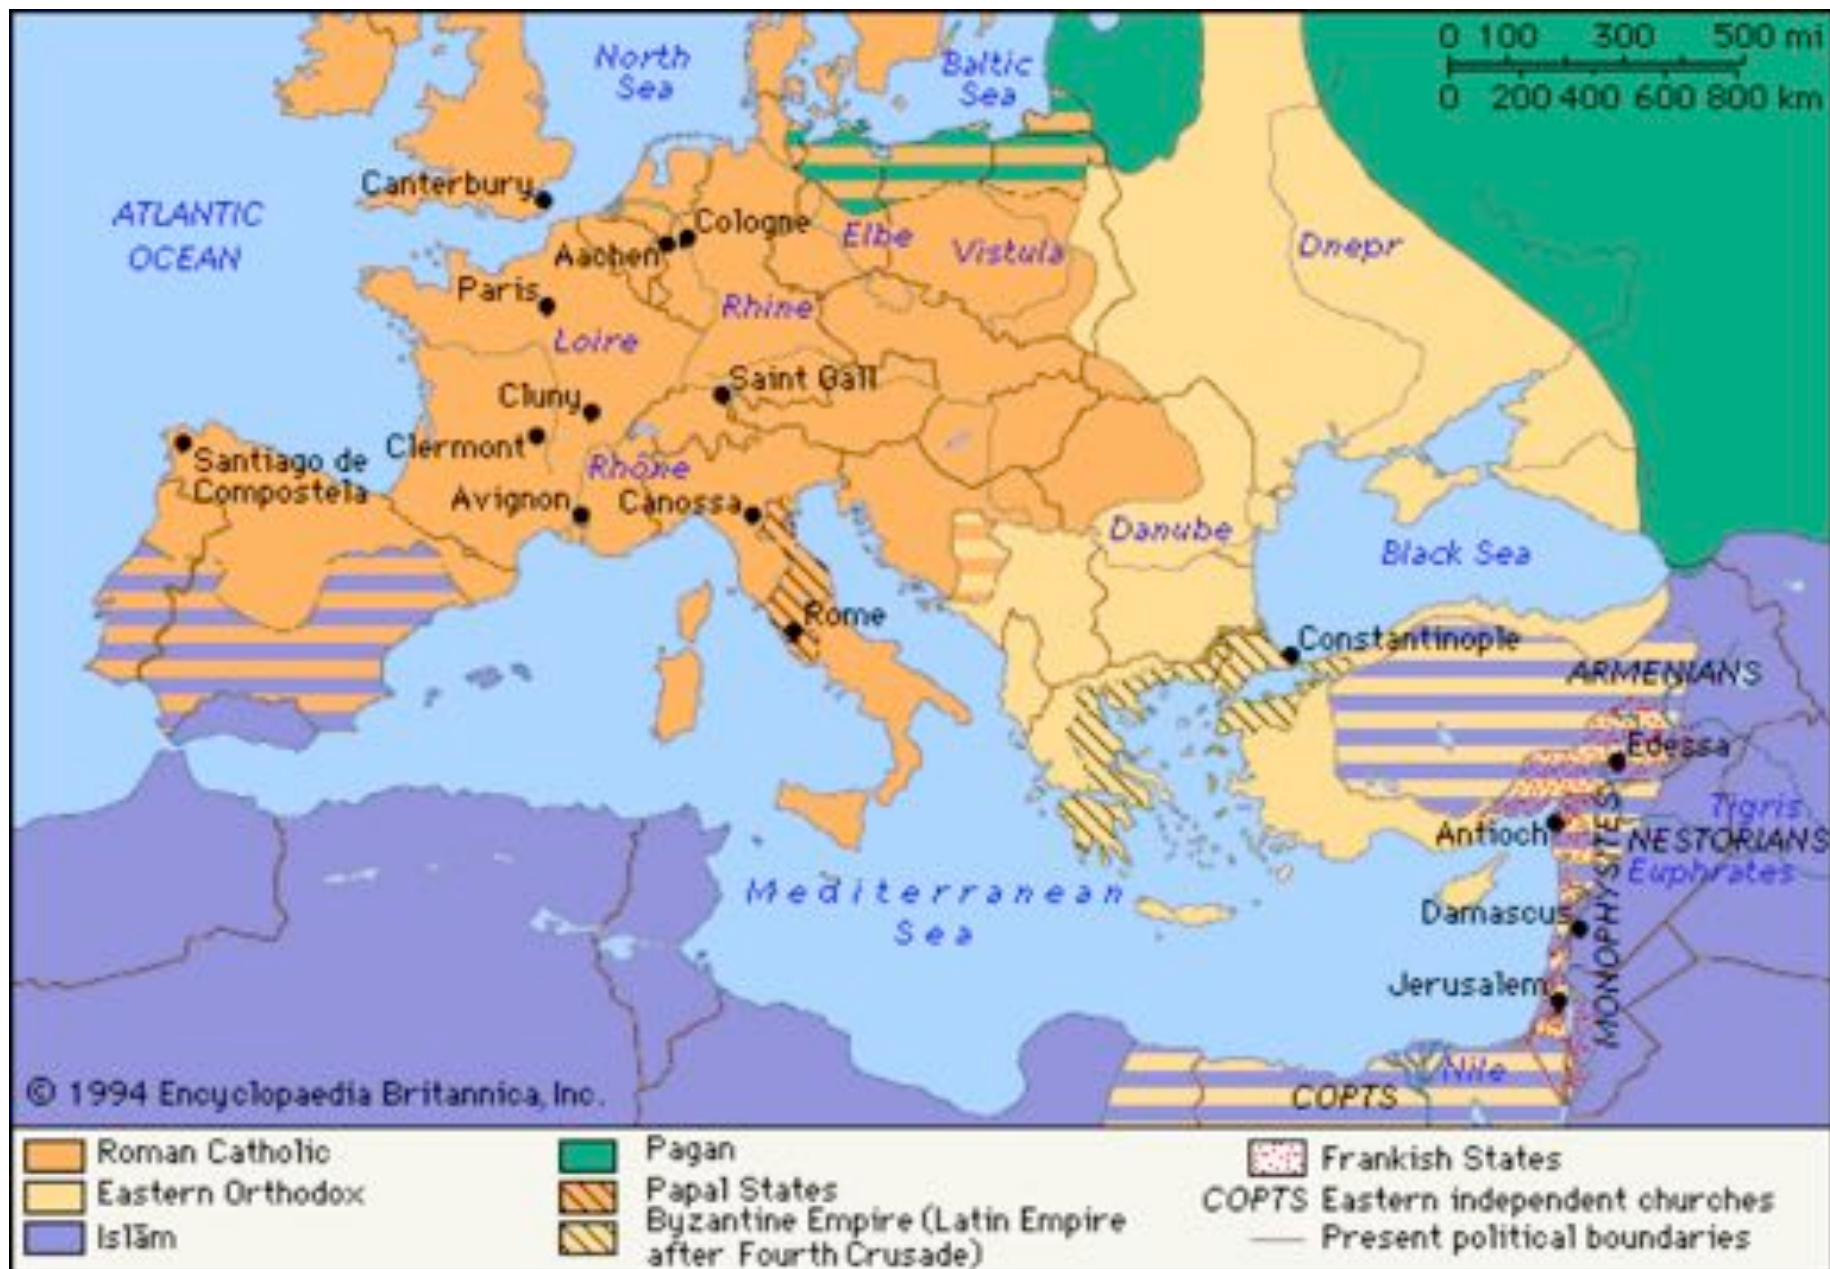 0 100 300 500 mi
0 200 400 600 800 km
North
Sea
Baltic
Sea
ATLANTIC
OCEAN
Canterbury
Cologne
Aachen
Elbe
Vistula
Dnepr
Paris
Rhine
Loire
Saint Gall
Cluny
Clermont
Santiago de
Compostela
Rhône
Avignon
Canossa
Danube
Black Sea
Rome
Constantinople
ARMENIANS
Edessa
Tigris
Antioch
NESTORIANS
Euphrates
MONOPHYSITES
Mediterranean
Sea
Damascus
Jerusalem
Nile
COPTS
© 1994 Encyclopaedia Britannica, Inc.
Roman Catholic
Eastern Orthodox
Islām
Pagan
Papal States
Byzantine Empire (Latin Empire
after Fourth Crusade)
Frankish States
COPTS Eastern independent churches
Present political boundaries